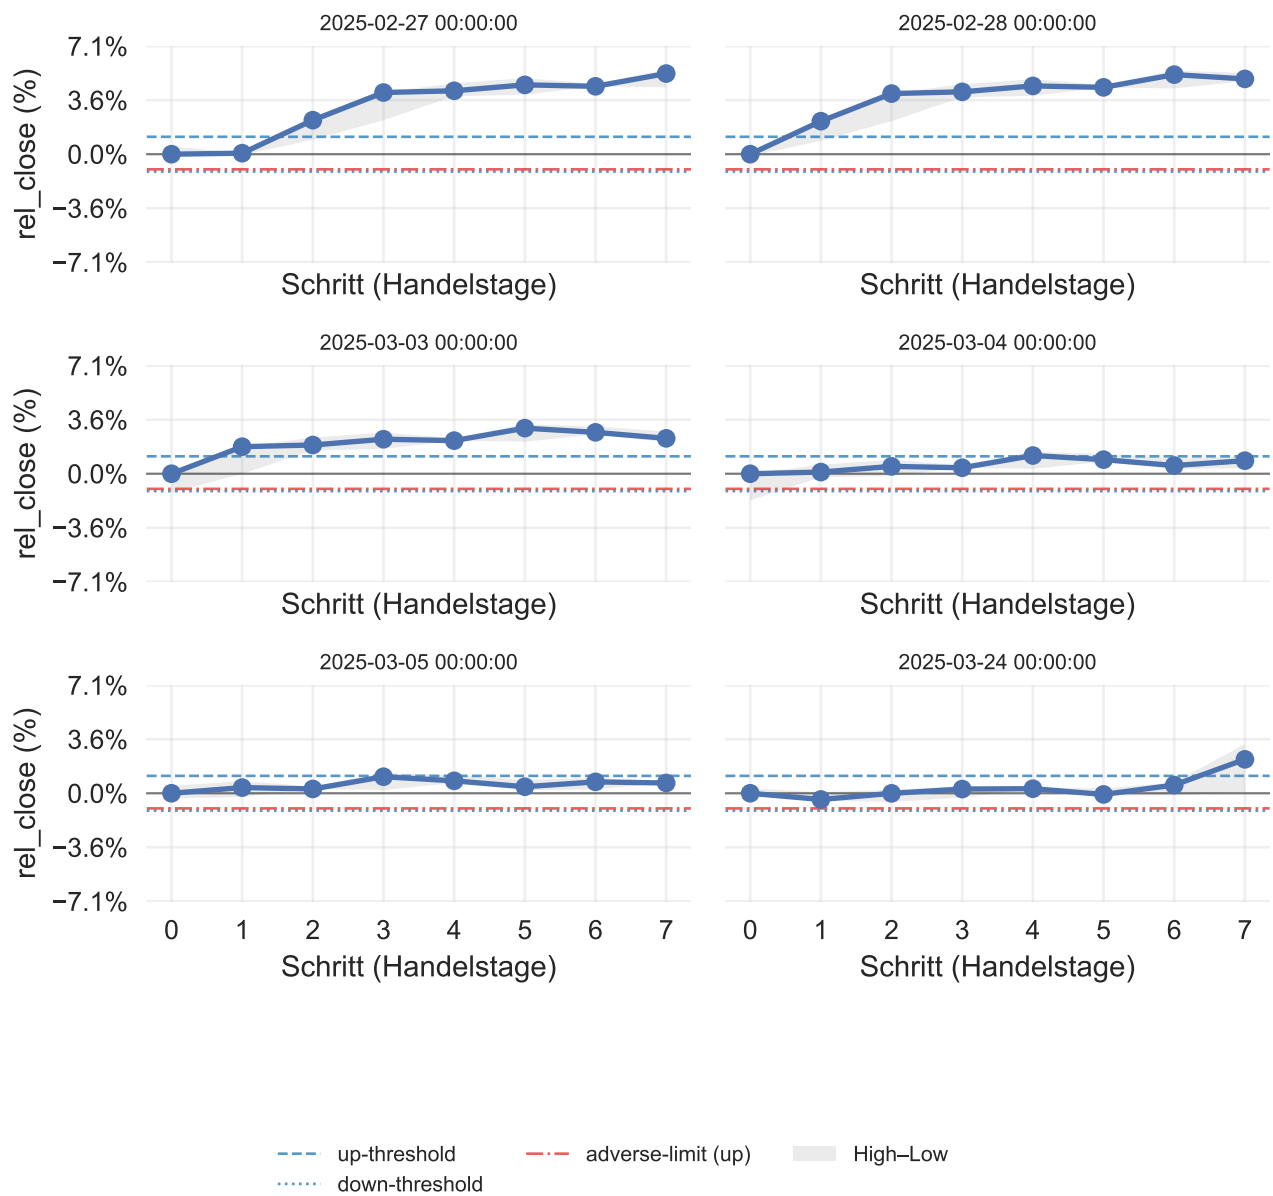 2025-02-27 00:00:00
2025-02-28 00:00:00
7.1%
3.6%
0.0%
−3.6%
−7.1%
rel_close (%)
Schritt (Handelstage)
Schritt (Handelstage)
2025-03-03 00:00:00
2025-03-04 00:00:00
7.1%
3.6%
0.0%
−3.6%
−7.1%
rel_close (%)
Schritt (Handelstage)
Schritt (Handelstage)
2025-03-05 00:00:00
2025-03-24 00:00:00
7.1%
3.6%
0.0%
−3.6%
−7.1%
rel_close (%)
0 1 2 3 4 5 6 7
0 1 2 3 4 5 6 7
Schritt (Handelstage)
Schritt (Handelstage)
up-threshold
down-threshold
adverse-limit (up)
High–Low